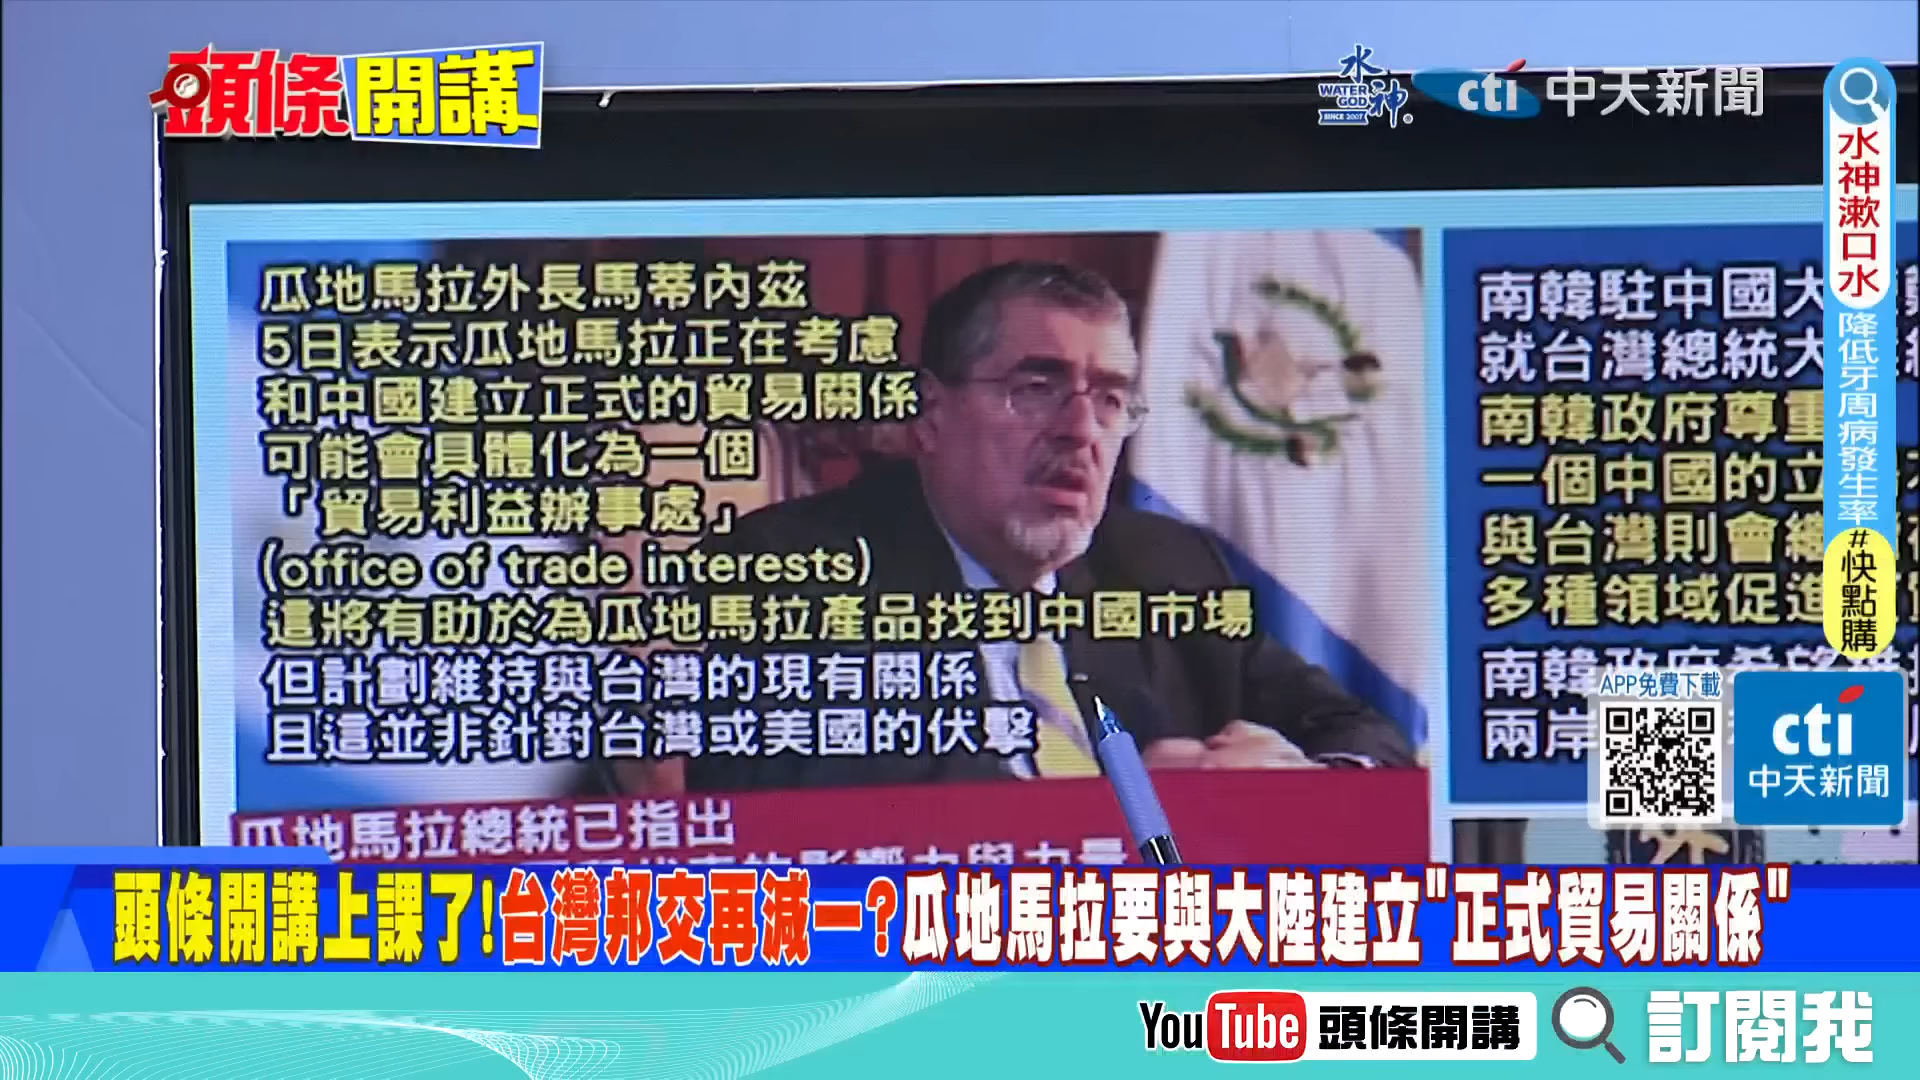 頭條開講
水神
WATER GOD
SINCE 2007
cti 中天新聞
水神漱口水
降低牙周病發生率
#快點購
瓜地馬拉外長馬蒂內茲
5日表示瓜地馬拉正在考慮
和中國建立正式的貿易關係
可能會具體化為一個
「貿易利益辦事處」
(office of trade interests)
這將有助於為瓜地馬拉產品找到中國市場
但計劃維持與台灣的現有關係
且這並非針對台灣或美國的伏擊
瓜地馬拉總統已指出
南韓駐中國大
就台灣總統大
南韓政府尊重
一個中國的立
與台灣則會繼
多種領域促進
南韓政府希望維
兩岸
APP免費下載
cti
中天新聞
頭條開講上課了!台灣邦交再減一?瓜地馬拉要與大陸建立"正式貿易關係"
YouTube 頭條開講 訂閱我